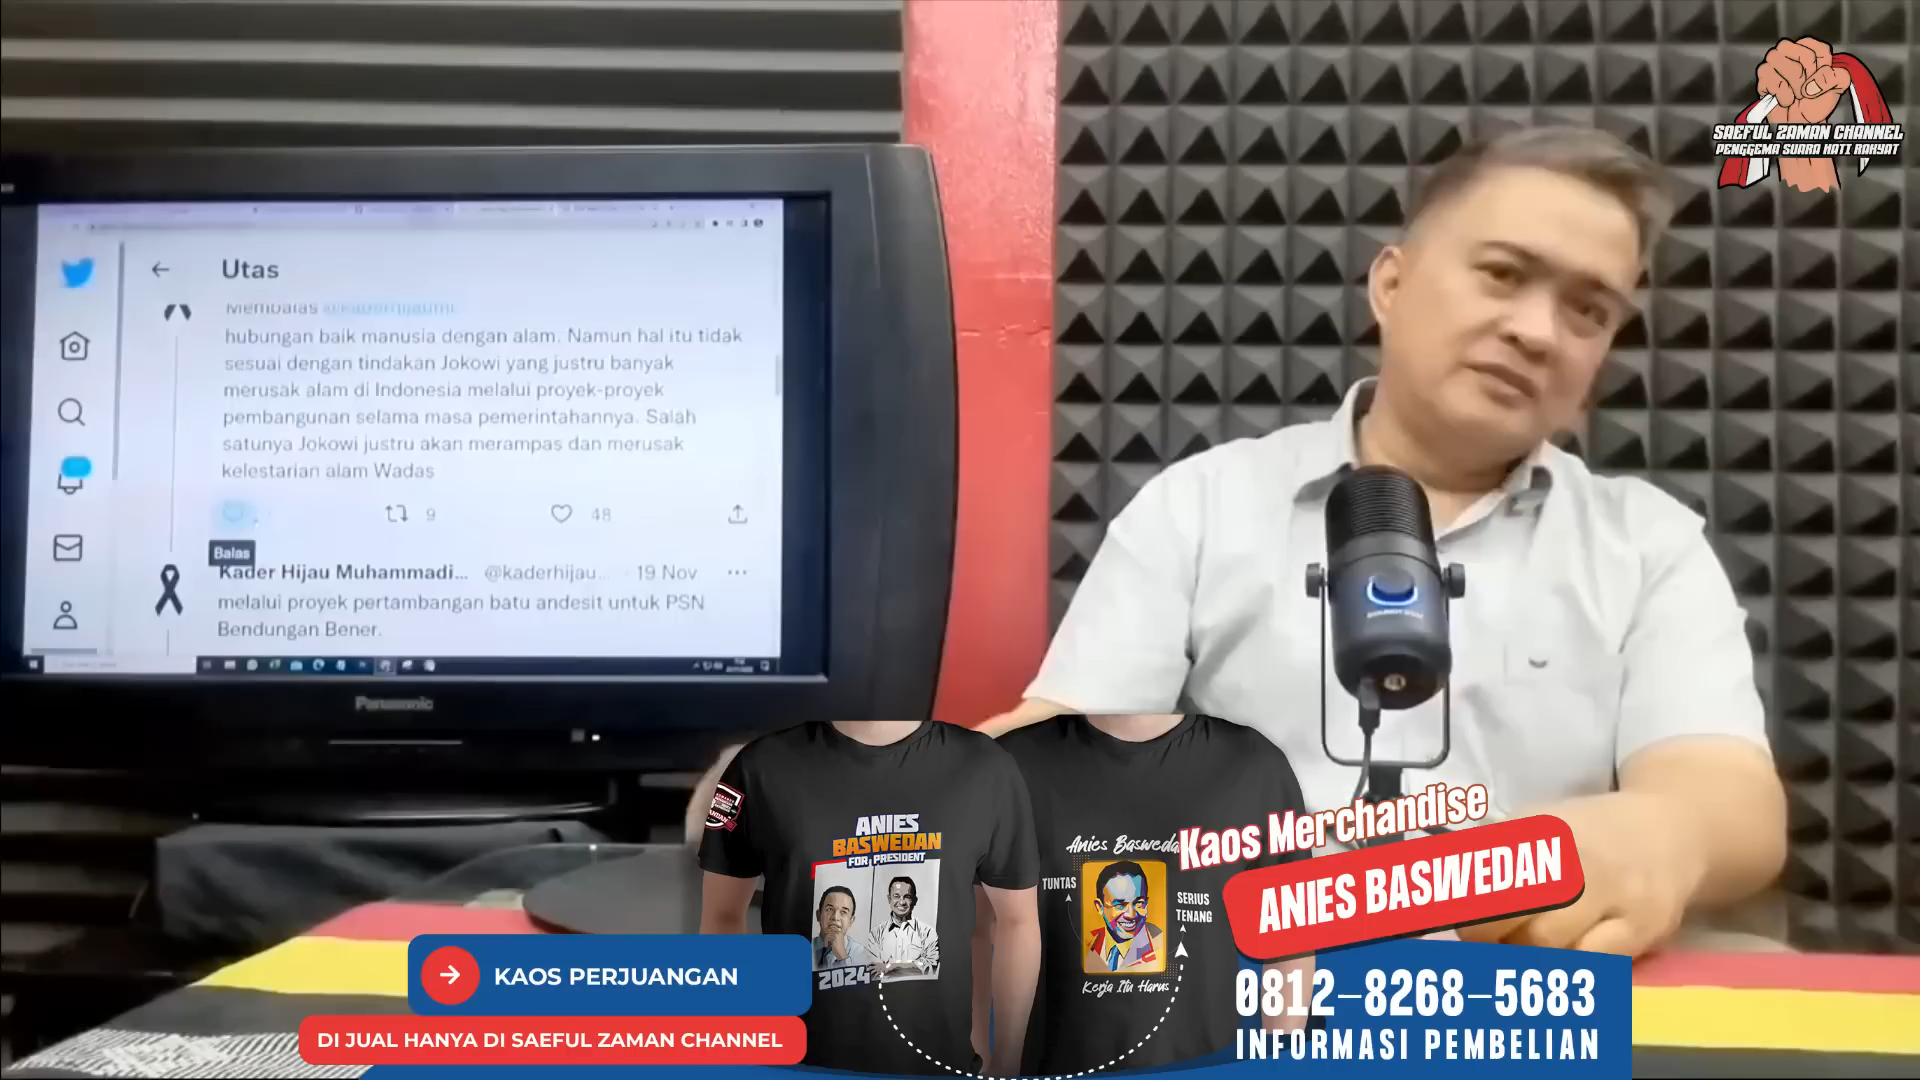 SAEFUL ZAMAN CHANNEL
PENGGEMA SUARA HATI RAKYAT
Utas
Membalas
hubungan baik manusia dengan alam. Namun hal itu tidak
sesuai dengan tindakan Jokowi yang justru banyak
merusak alam di Indonesia melalui proyek-proyek
pembangunan selama masa pemerintahannya. Salah
satunya Jokowi justru akan merampas dan merusak
kelestarian alam Wadas
9 48
Balas
Kader Hijau Muhammadi... @kaderhijau... · 19 Nov ...
melalui proyek pertambangan batu andesit untuk PSN
Bendungan Bener.
Panasonic
ANIES
BASWEDAN
FOR PRESIDENT
2024
Anies Baswedan
TUNTAS
SERIUS
TENANG
Kerja Itu Harus
Kaos Merchandise
ANIES BASWEDAN
0812-8268-5683
INFORMASI PEMBELIAN
KAOS PERJUANGAN
DI JUAL HANYA DI SAEFUL ZAMAN CHANNEL